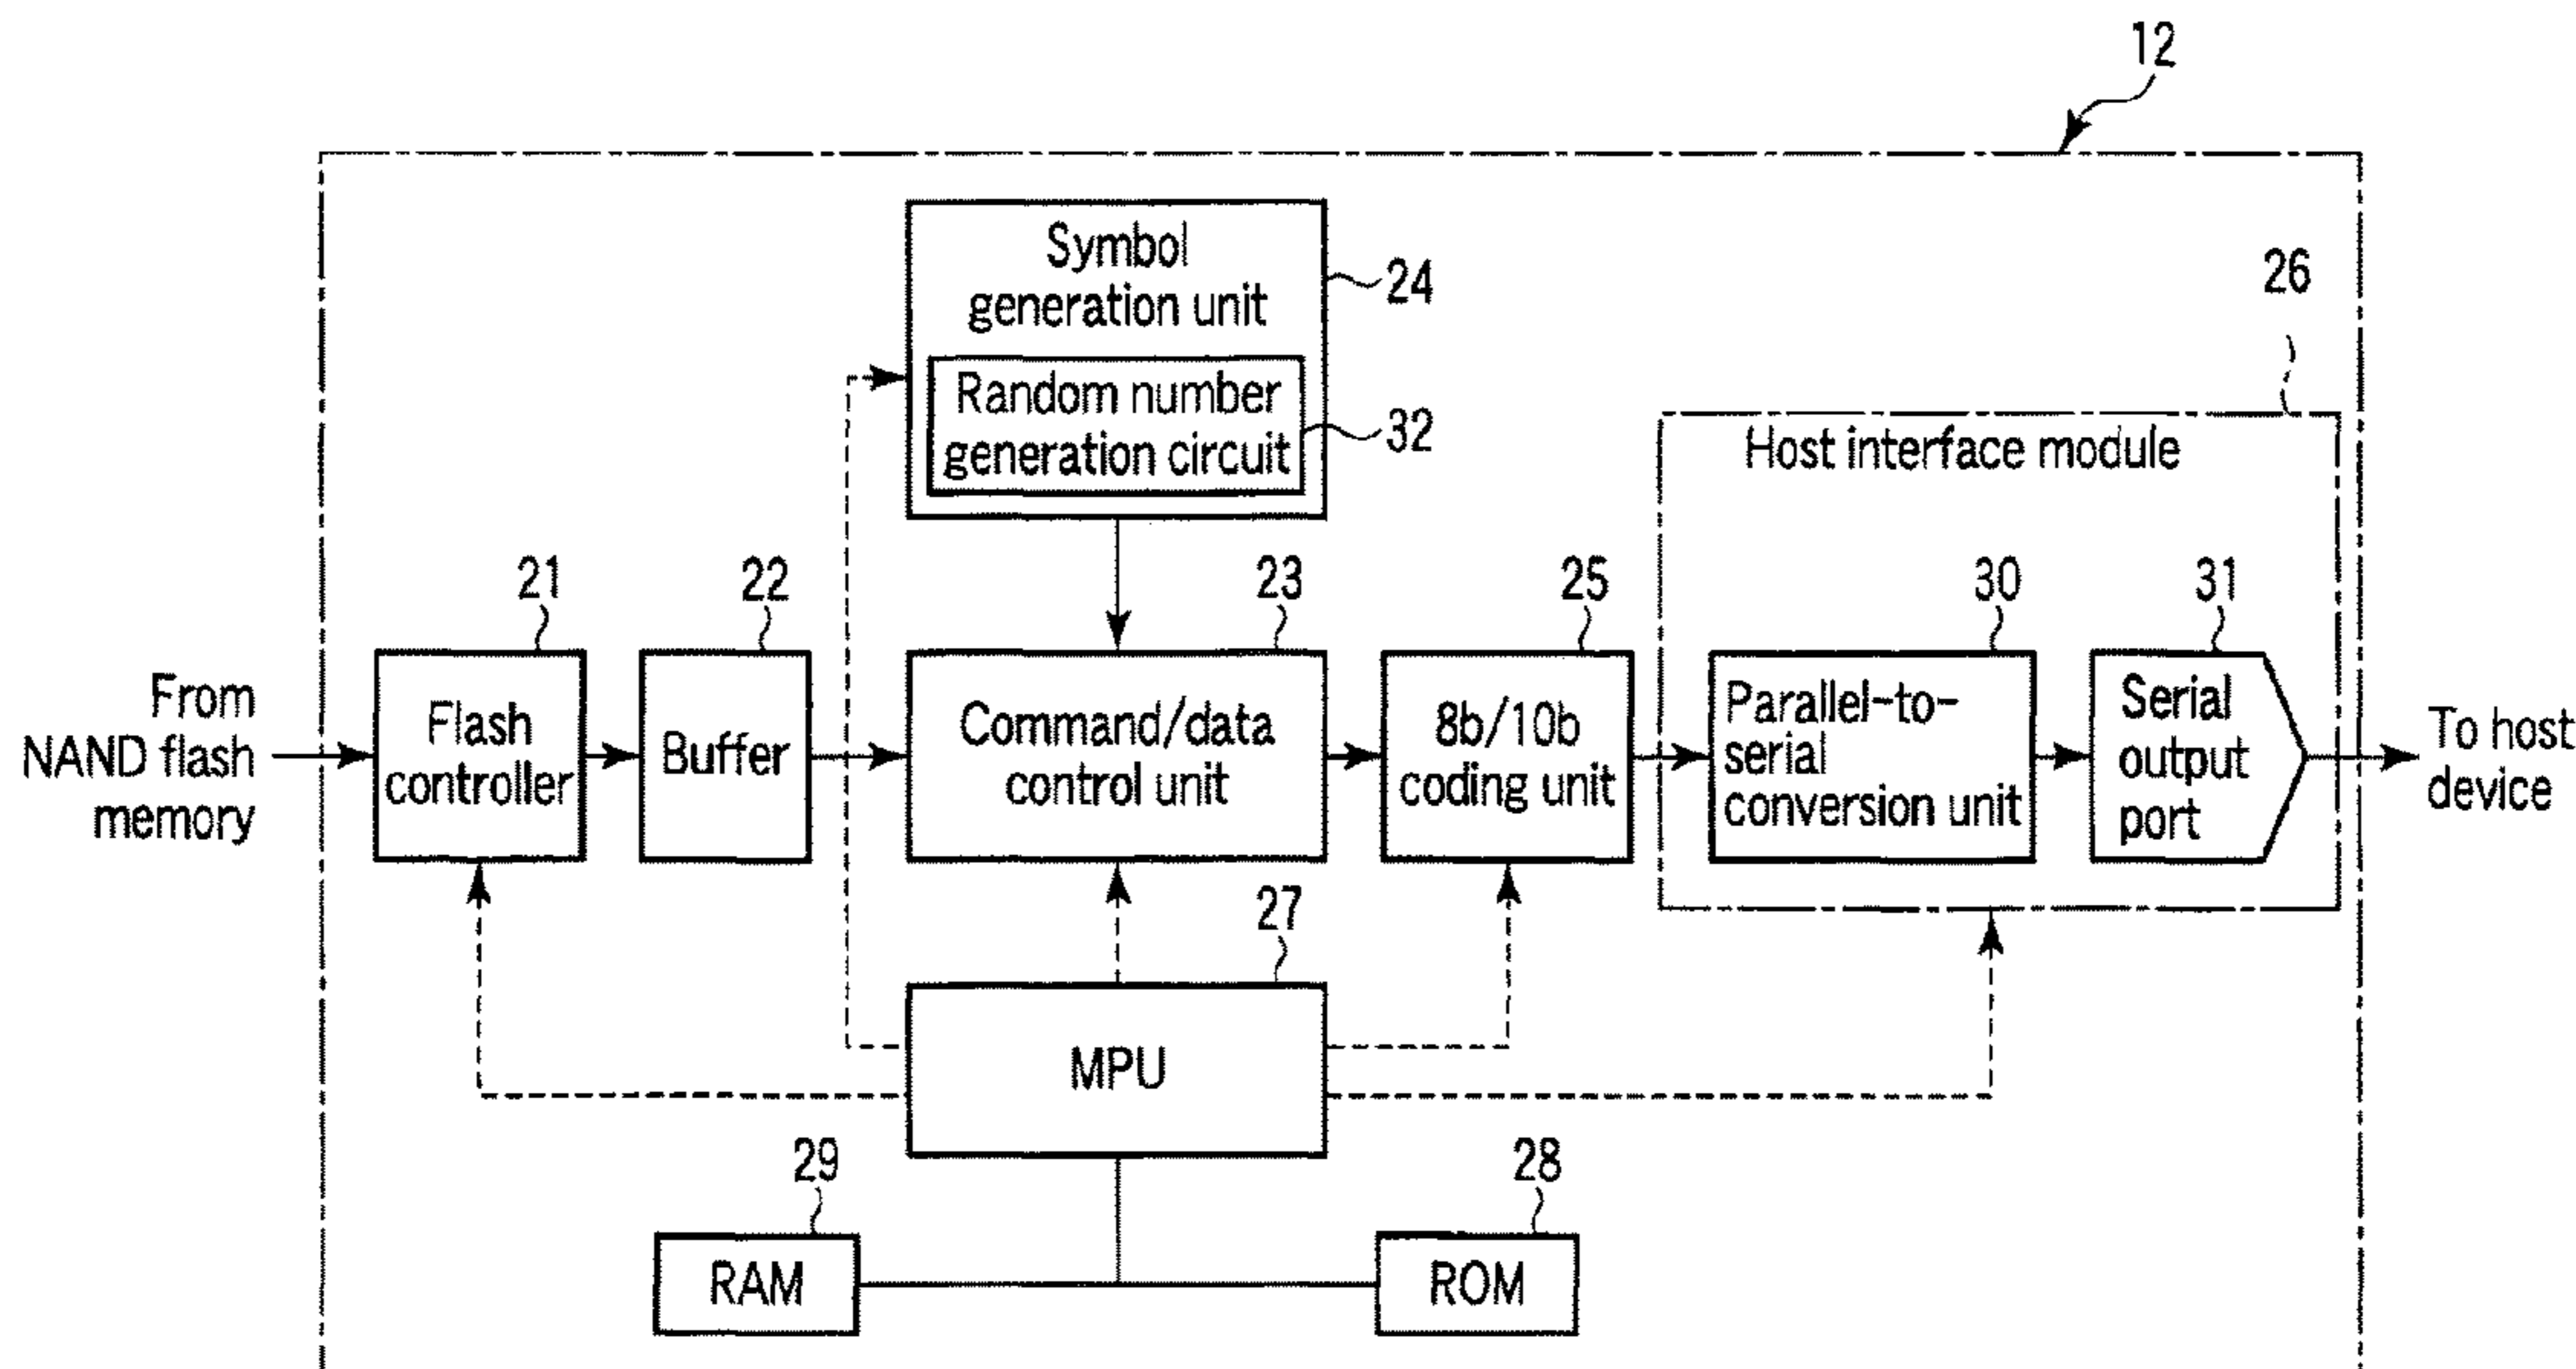 12
Symbol
generation unit
24
Random number
generation circuit
32
26
Host interface module
21
22
23
25
30
31
From
NAND flash
memory
Flash
controller
Buffer
Command/data
control unit
8b/10b
coding unit
Parallel-to-
serial
conversion unit
Serial
output
port
To host
device
27
MPU
29
RAM
28
ROM